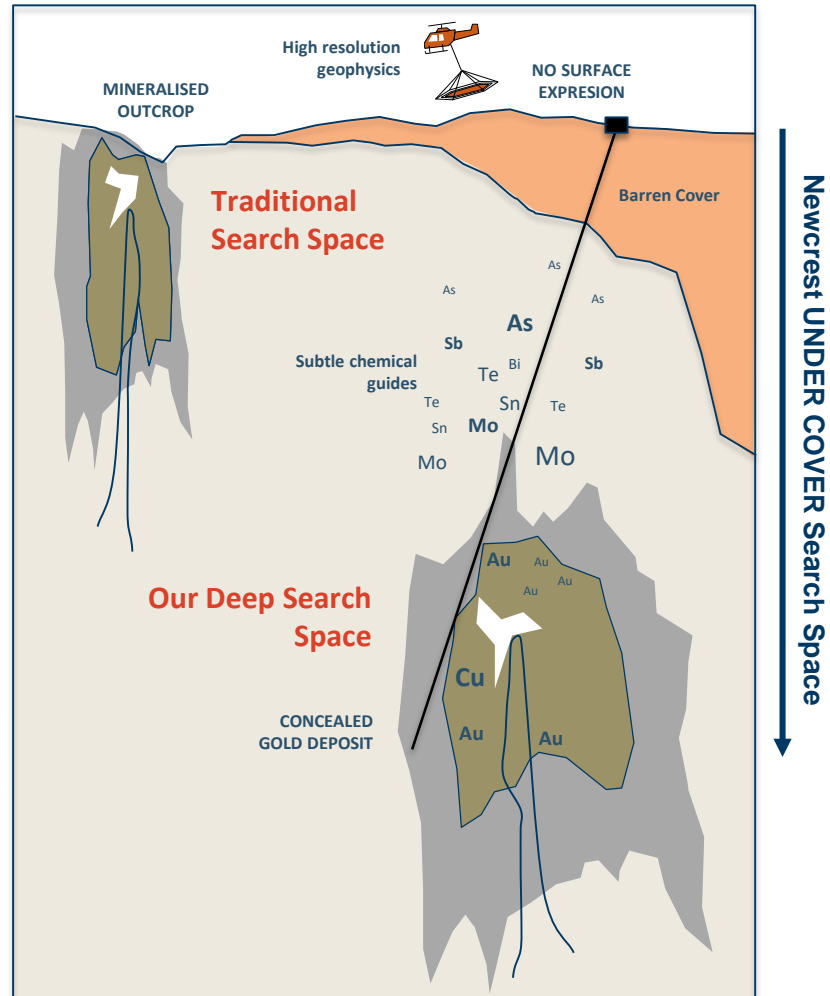 High resolution
geophysics
NO SURFACE
EXPRESION
MINERALISED
OUTCROP
Traditional
Search Space
Barren Cover
As
As
As
As
Sb
Subtle chemical
guides
Te
Bi
Sb
Te
Sn
Te
Sn
Mo
Mo
Mo
Our Deep Search
Space
Au
Au
Au
Au
Au
Cu
CONCEALED
GOLD DEPOSIT
Au
Au
Newcrest UNDER COVER Search Space